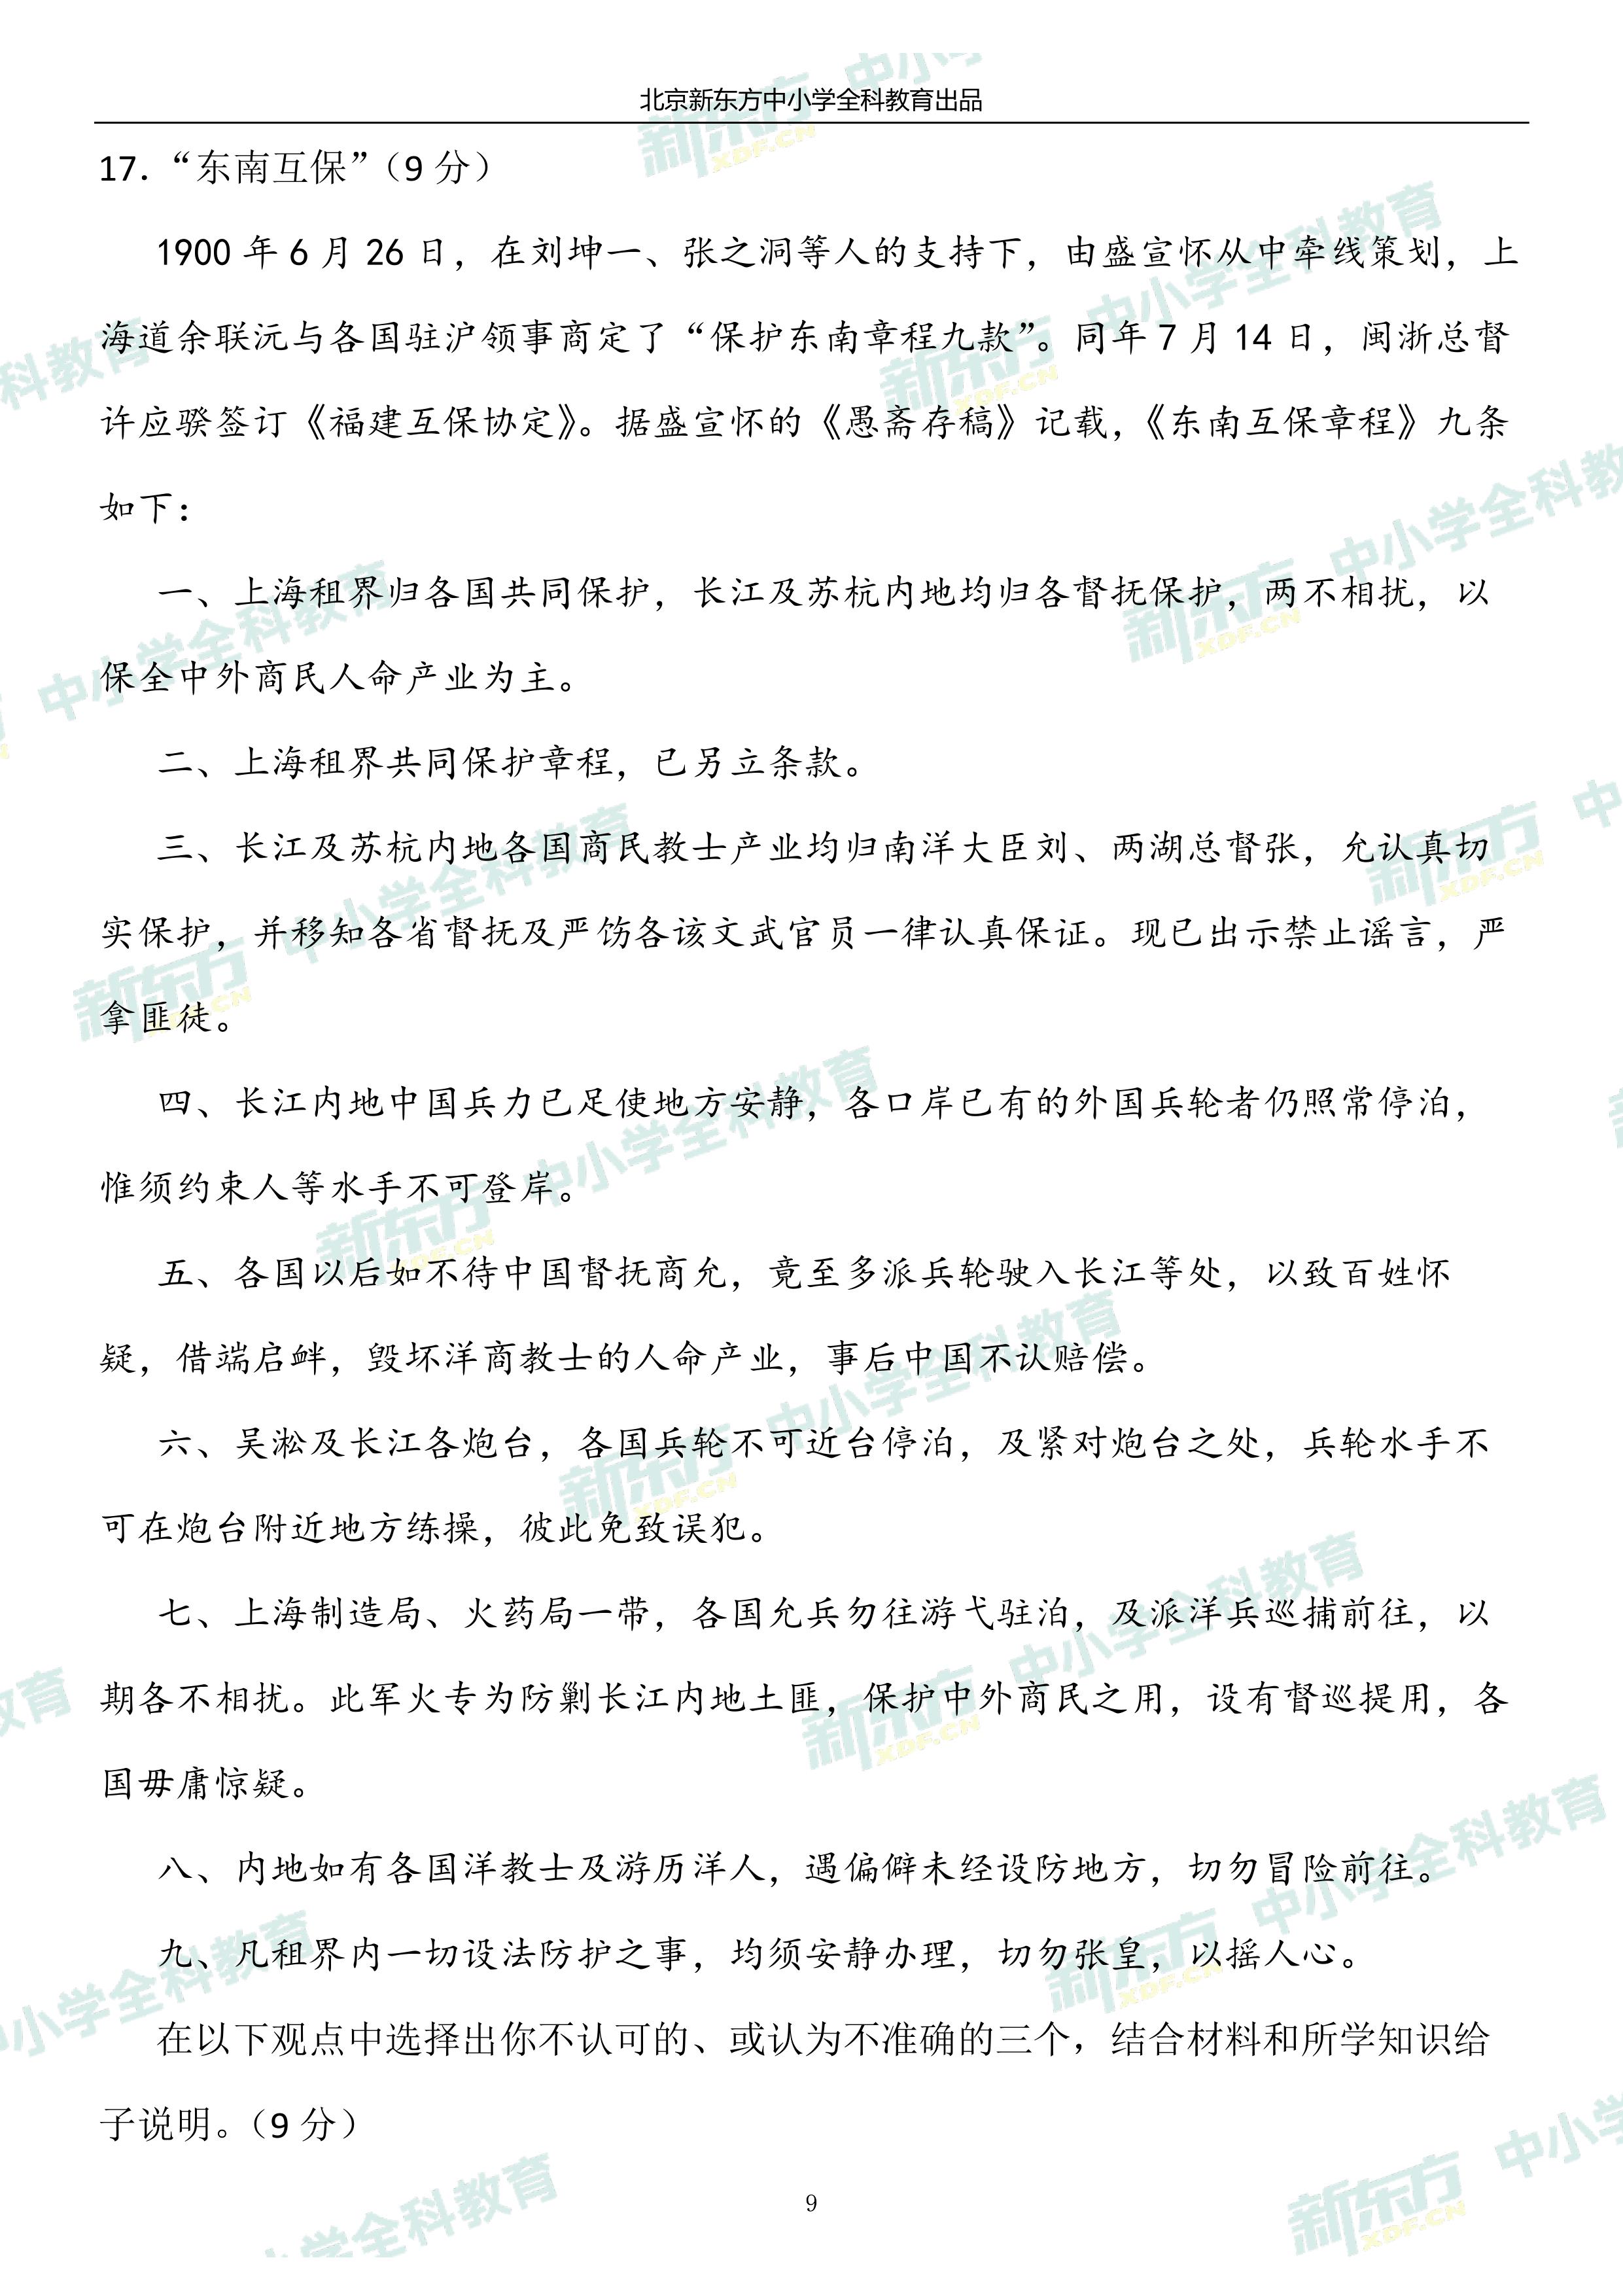 北京新东方中小学全科教育出品
17. “东南互保”（9 分）
1900 年 6 月 26 日，在刘坤一、张之洞等人的支持下，由盛宣怀从中牵线策划，上
海道余联沅与各国驻沪领事商定了“保护东南章程九款”。同年 7 月 14 日，闽浙总督
许应骙签订《福建互保协定》。据盛宣怀的《愚斋存稿》记载，《东南互保章程》九条
如下：
一、上海租界归各国共同保护，长江及苏杭内地均归各督抚保护，两不相扰，以
保全中外商民人命产业为主。
二、上海租界共同保护章程，已另立条款。
三、长江及苏杭内地各国商民教士产业均归南洋大臣刘、两湖总督张，允认真切
实保护，并移知各省督抚及严饬各该文武官员一律认真保证。现已出示禁止谣言，严
拿匪徒。
四、长江内地中国兵力已足使地方安静，各口岸已有的外国兵轮者仍照常停泊，
惟须约束人等水手不可登岸。
五、各国以后如不待中国督抚商允，竟至多派兵轮驶入长江等处，以致百姓怀
疑，借端启衅，毁坏洋商教士的人命产业，事后中国不认赔偿。
六、吴淞及长江各炮台，各国兵轮不可近台停泊，及紧对炮台之处，兵轮水手不
可在炮台附近地方练操，彼此免致误犯。
七、上海制造局、火药局一带，各国允兵勿往游弋驻泊，及派洋兵巡捕前往，以
期各不相扰。此军火专为防剿长江内地土匪，保护中外商民之用，设有督巡提用，各
国毋庸惊疑。
八、内地如有各国洋教士及游历洋人，遇偏僻未经设防地方，切勿冒险前往。
九、凡租界内一切设法防护之事，均须安静办理，切勿张皇，以摇人心。
在以下观点中选择出你不认可的、或认为不准确的三个，结合材料和所学知识给
子说明。（9 分）
9